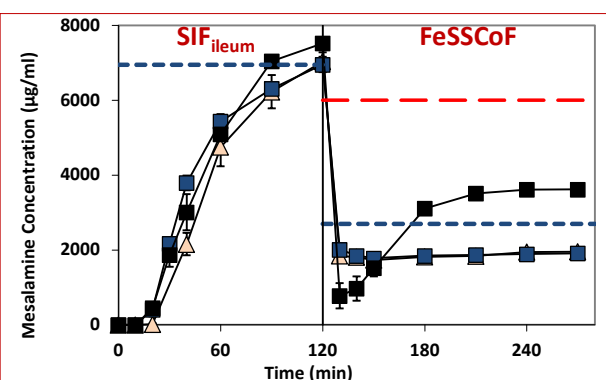 SIFileum FeSSCoF
Mesalamine Concentration (µg/ml)
8000
6000
4000
2000
0
0 60 120 180 240
Time (min)